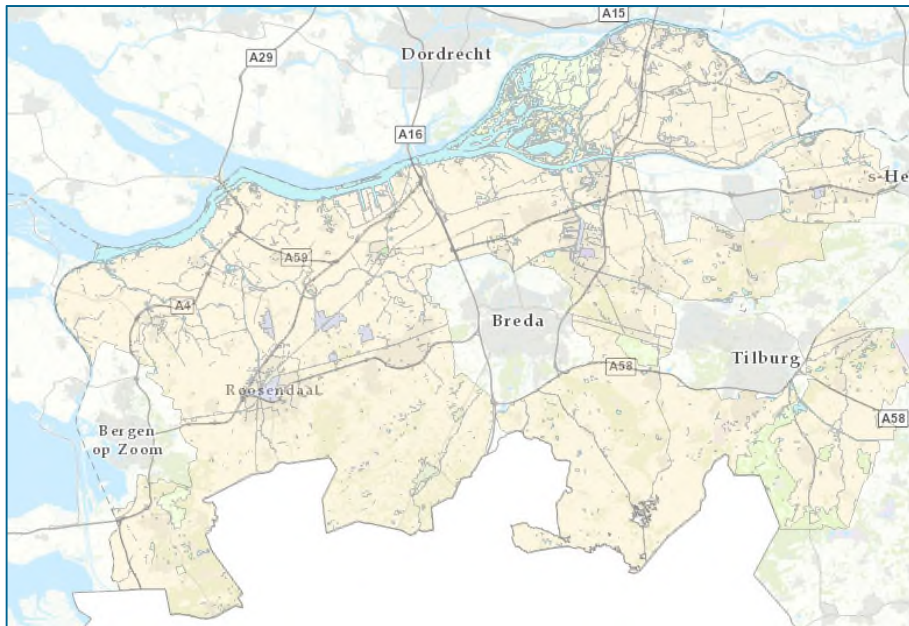 A15
Dordrecht
A29
A16
s-He
A59
A4
Breda
Tilburg
A58
Roosendaal
A58
Bergen
op Zoom